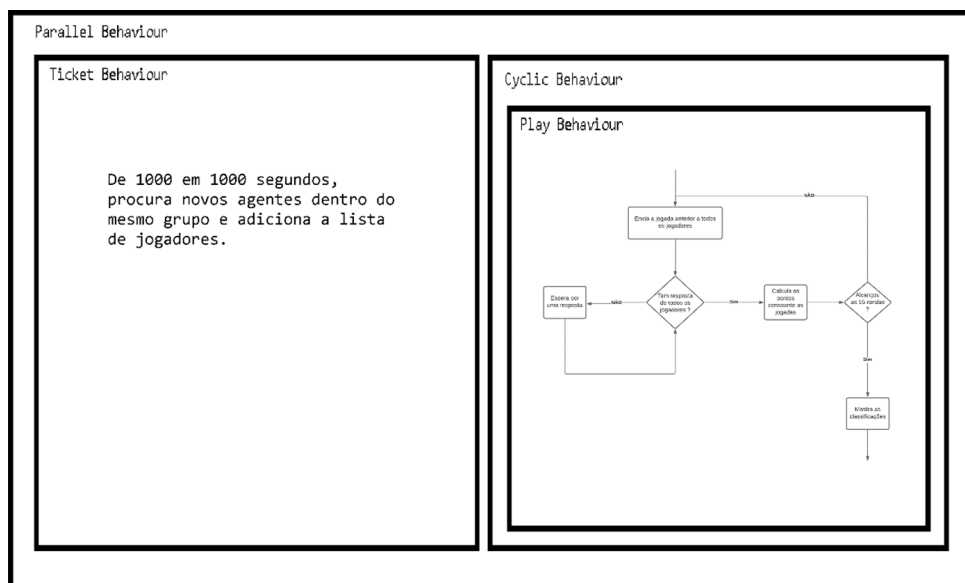 Parallel Behaviour
Ticket Behaviour
De 1000 em 1000 segundos,
procura novos agentes dentro do
mesmo grupo e adiciona a lista
de jogadores.
Cyclic Behaviour
Play Behaviour
NÃO
Envia a jogada anterior a todos
os jogadores
Espera por
uma resposta
NÃO
Tem resposta
de todos os
jogadores ?
Sim
Calcula os
pontos
consoante as
jogadas
Alcançou
as 15 rondas
?
Sim
Mostra as
classificações